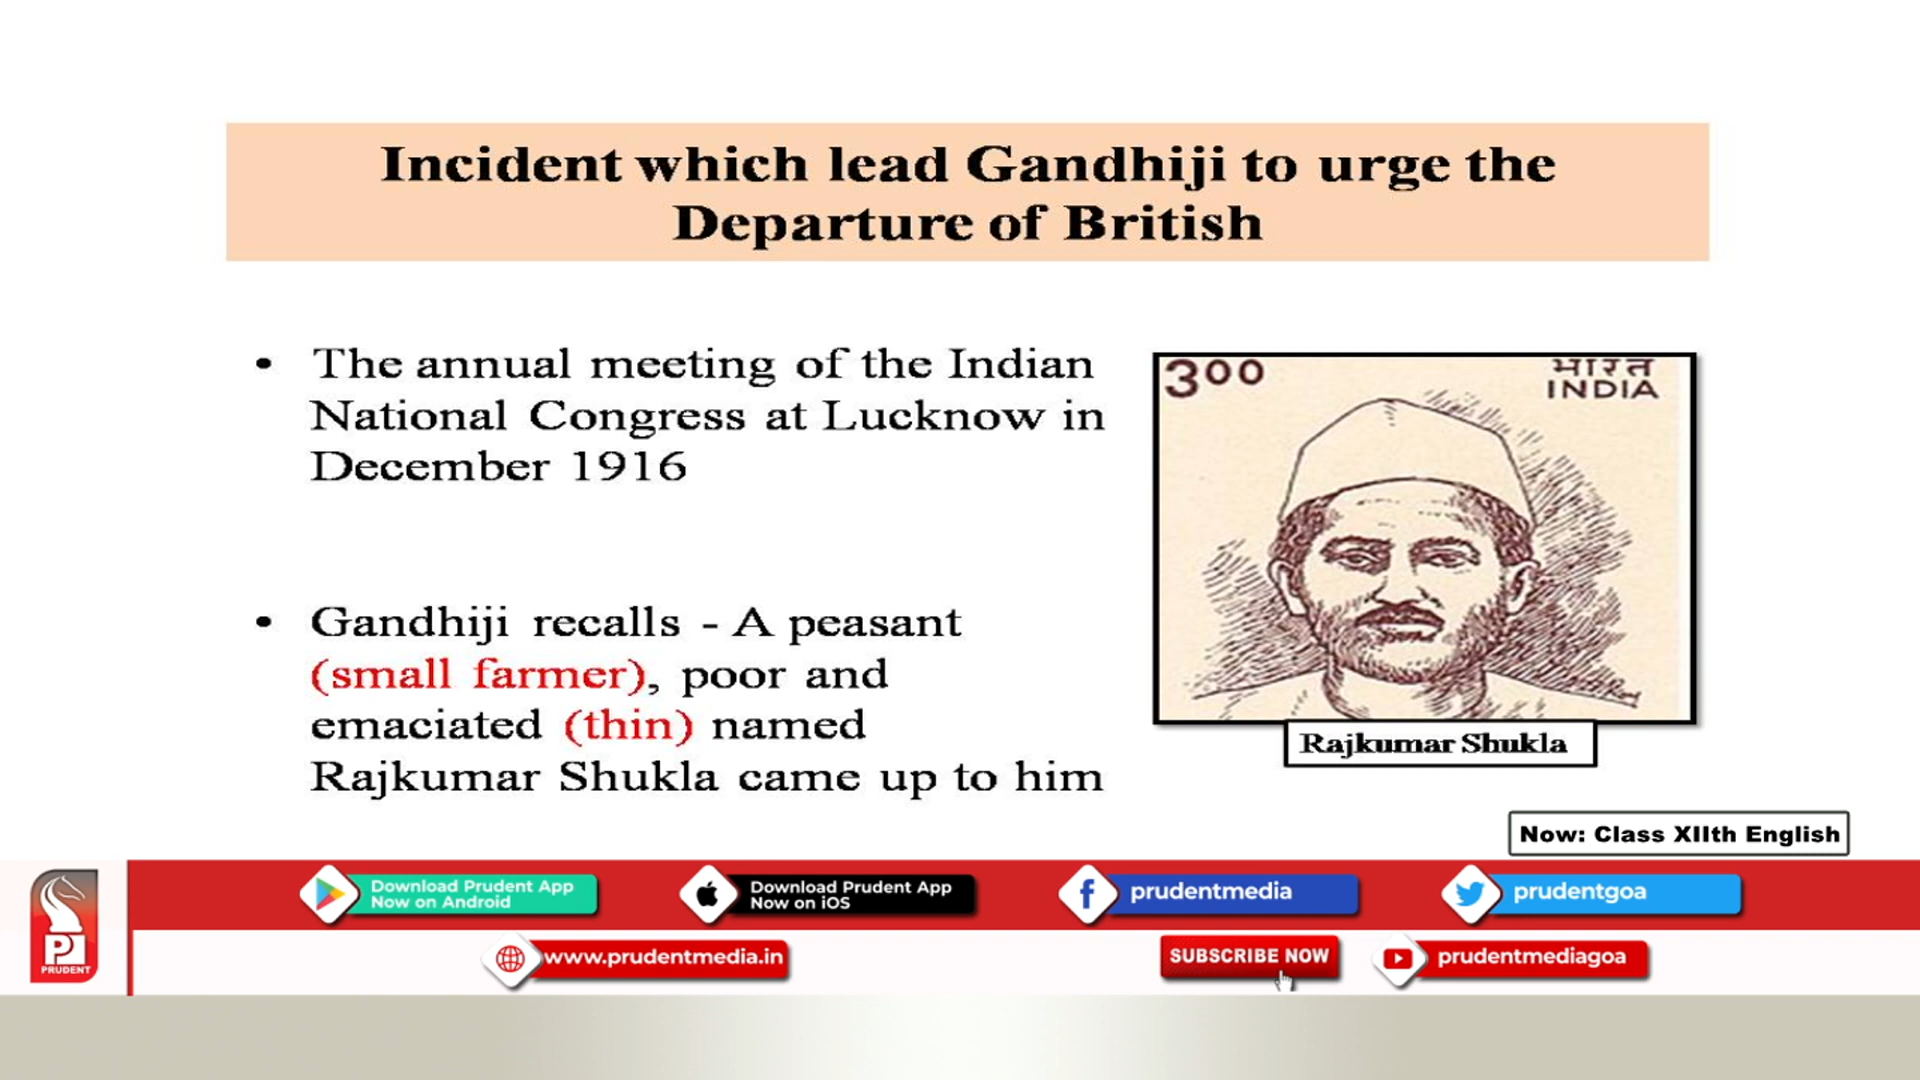 Incident which lead Gandhiji to urge the
Departure of British
• The annual meeting of the Indian
National Congress at Lucknow in
December 1916
• Gandhiji recalls - A peasant
(small farmer), poor and
emaciated (thin) named
Rajkumar Shukla came up to him
300
भारत
INDIA
Rajkumar Shukla
Now: Class XIIth English
Download Prudent App
Now on Android
Download Prudent App
Now on iOS
prudentmedia
prudentgoa
PRUDENT
www.prudentmedia.in
SUBSCRIBE NOW
prudentmediagoa